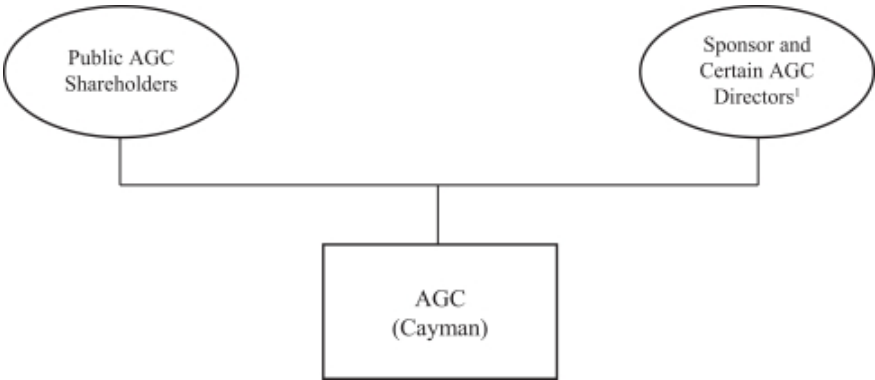 Public AGC
Shareholders
Sponsor and
Certain AGC
Directors¹
AGC
(Cayman)